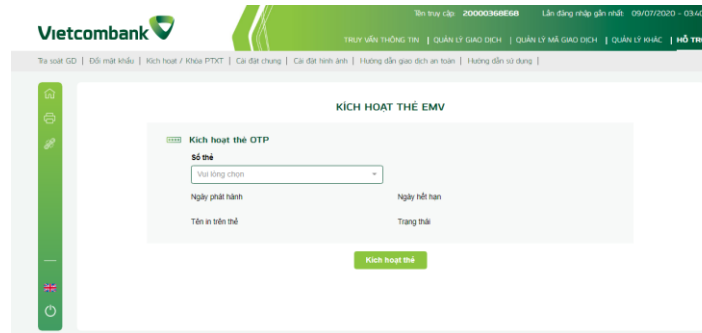 Tên truy cập: 20000368E68 Lần đăng nhập gần nhất: 09/07/2020 - 03:40
Vietcombank
TRUY VẤN THÔNG TIN | QUẢN LÝ GIAO DỊCH | QUẢN LÝ MÃ GIAO DỊCH | QUẢN LÝ KHÁC | HỖ TRỢ
Tra soát GD | Đổi mật khẩu | Kích hoạt / Khóa PTXT | Cài đặt chung | Cài đặt hình ảnh | Hướng dẫn giao dịch an toàn | Hướng dẫn sử dụng |
KÍCH HOẠT THẺ EMV
Kích hoạt thẻ OTP
Số thẻ
Vui lòng chọn
Ngày phát hành Ngày hết hạn
Tên in trên thẻ Trạng thái
Kích hoạt thẻ